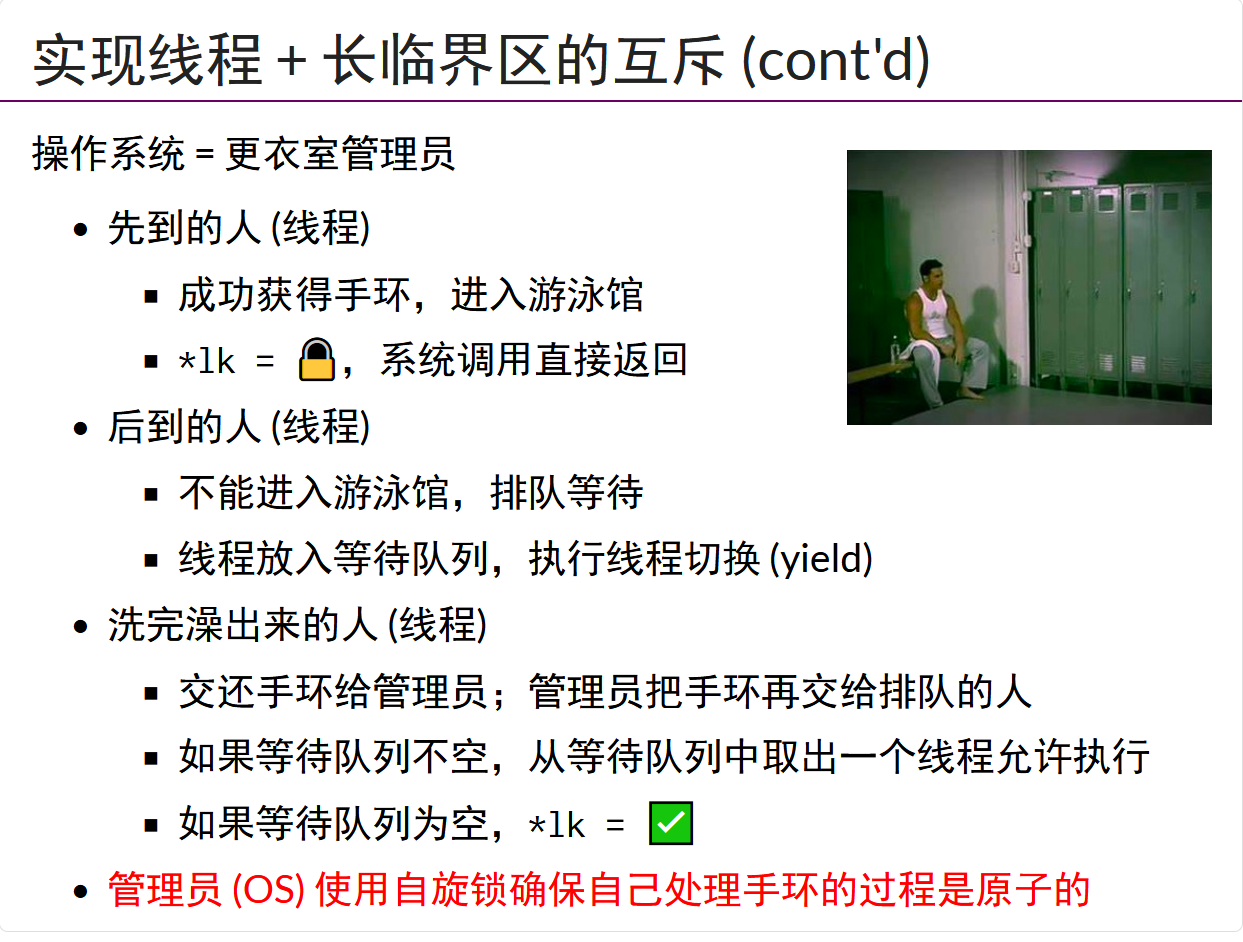 实现线程 + 长临界区的互斥 (cont'd)
操作系统 = 更衣室管理员
• 先到的人 (线程)
▪ 成功获得手环，进入游泳馆
▪ *lk = 🔒，系统调用直接返回
• 后到的人 (线程)
▪ 不能进入游泳馆，排队等待
▪ 线程放入等待队列，执行线程切换 (yield)
• 洗完澡出来的人 (线程)
▪ 交还手环给管理员；管理员把手环再交给排队的人
▪ 如果等待队列不空，从等待队列中取出一个线程允许执行
▪ 如果等待队列为空，*lk = ✅
• 管理员 (OS) 使用自旋锁确保自己处理手环的过程是原子的